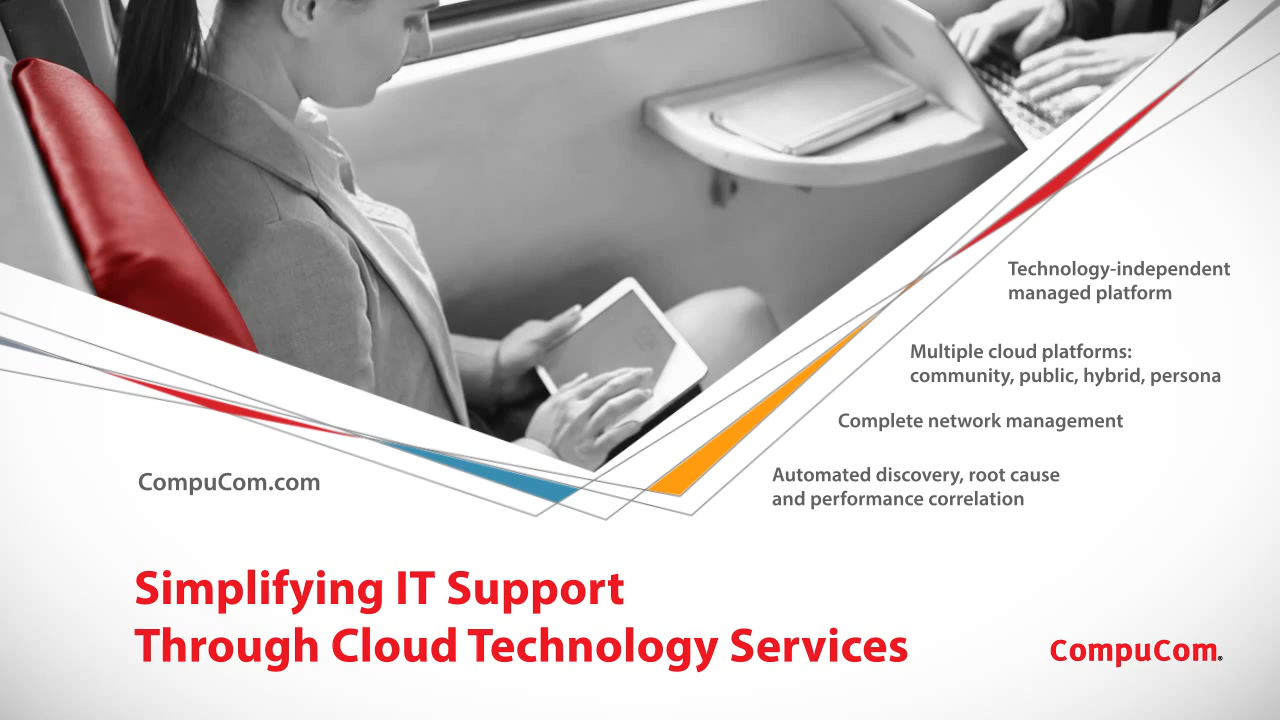 Technology-independent
managed platform
Multiple cloud platforms:
community, public, hybrid, persona
Complete network management
Automated discovery, root cause
and performance correlation
CompuCom.com
Simplifying IT Support
Through Cloud Technology Services
CompuCom®